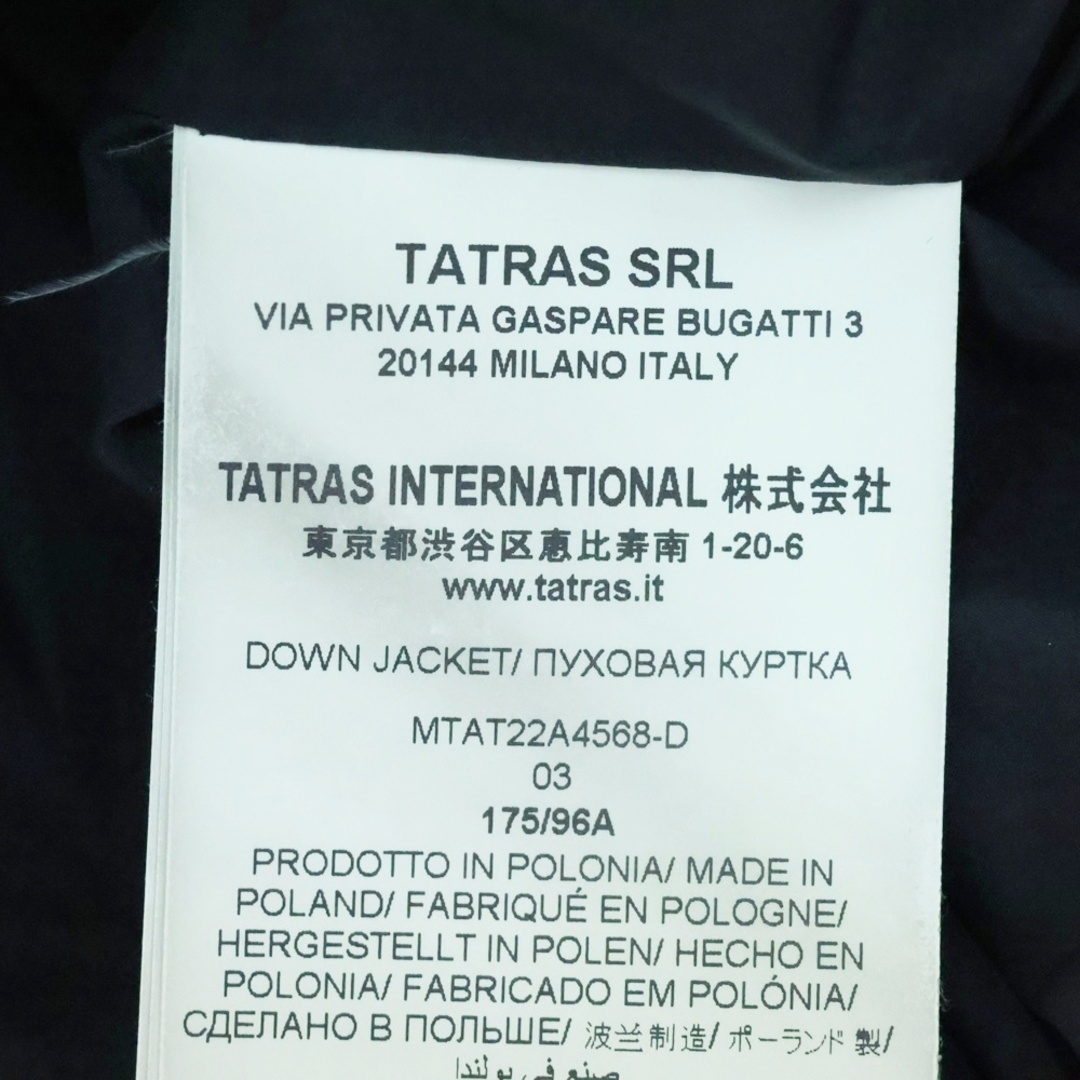 TATRAS SRL
VIA PRIVATA GASPARE BUGATTI 3
20144 MILANO ITALY
TATRAS INTERNATIONAL 株式会社
東京都渋谷区恵比寿南 1-20-6
www.tatras.it
DOWN JACKET/ ПУХОВАЯ КУРТКА
MTAT22A4568-D
03
175/96A
PRODOTTO IN POLONIA/ MADE IN
POLAND/ FABRIQUÉ EN POLOGNE/
HERGESTELLT IN POLEN/ HECHO EN
POLONIA/ FABRICADO EM POLÓNIA/
СДЕЛАНО В ПОЛЬШЕ/ 波兰制造/ ポーランド 製/
صنع في بولندا